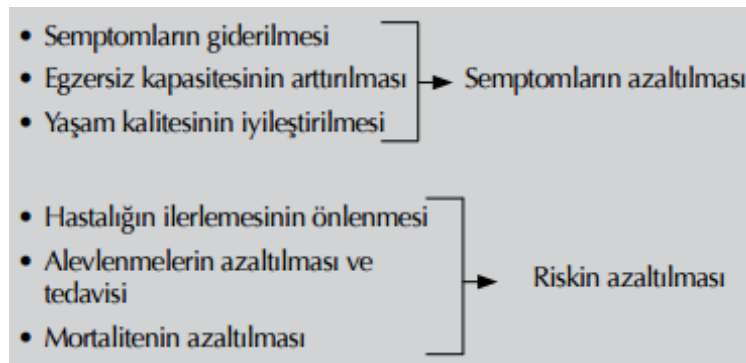 • Semptomların giderilmesi
• Egzersiz kapasitesinin arttırılması
• Yaşam kalitesinin iyileştirilmesi
Semptomların azaltılması
• Hastalığın ilerlemesinin önlenmesi
• Alevlenmelerin azaltılması ve
tedavisi
• Mortalitenin azaltılması
Riskin azaltılması